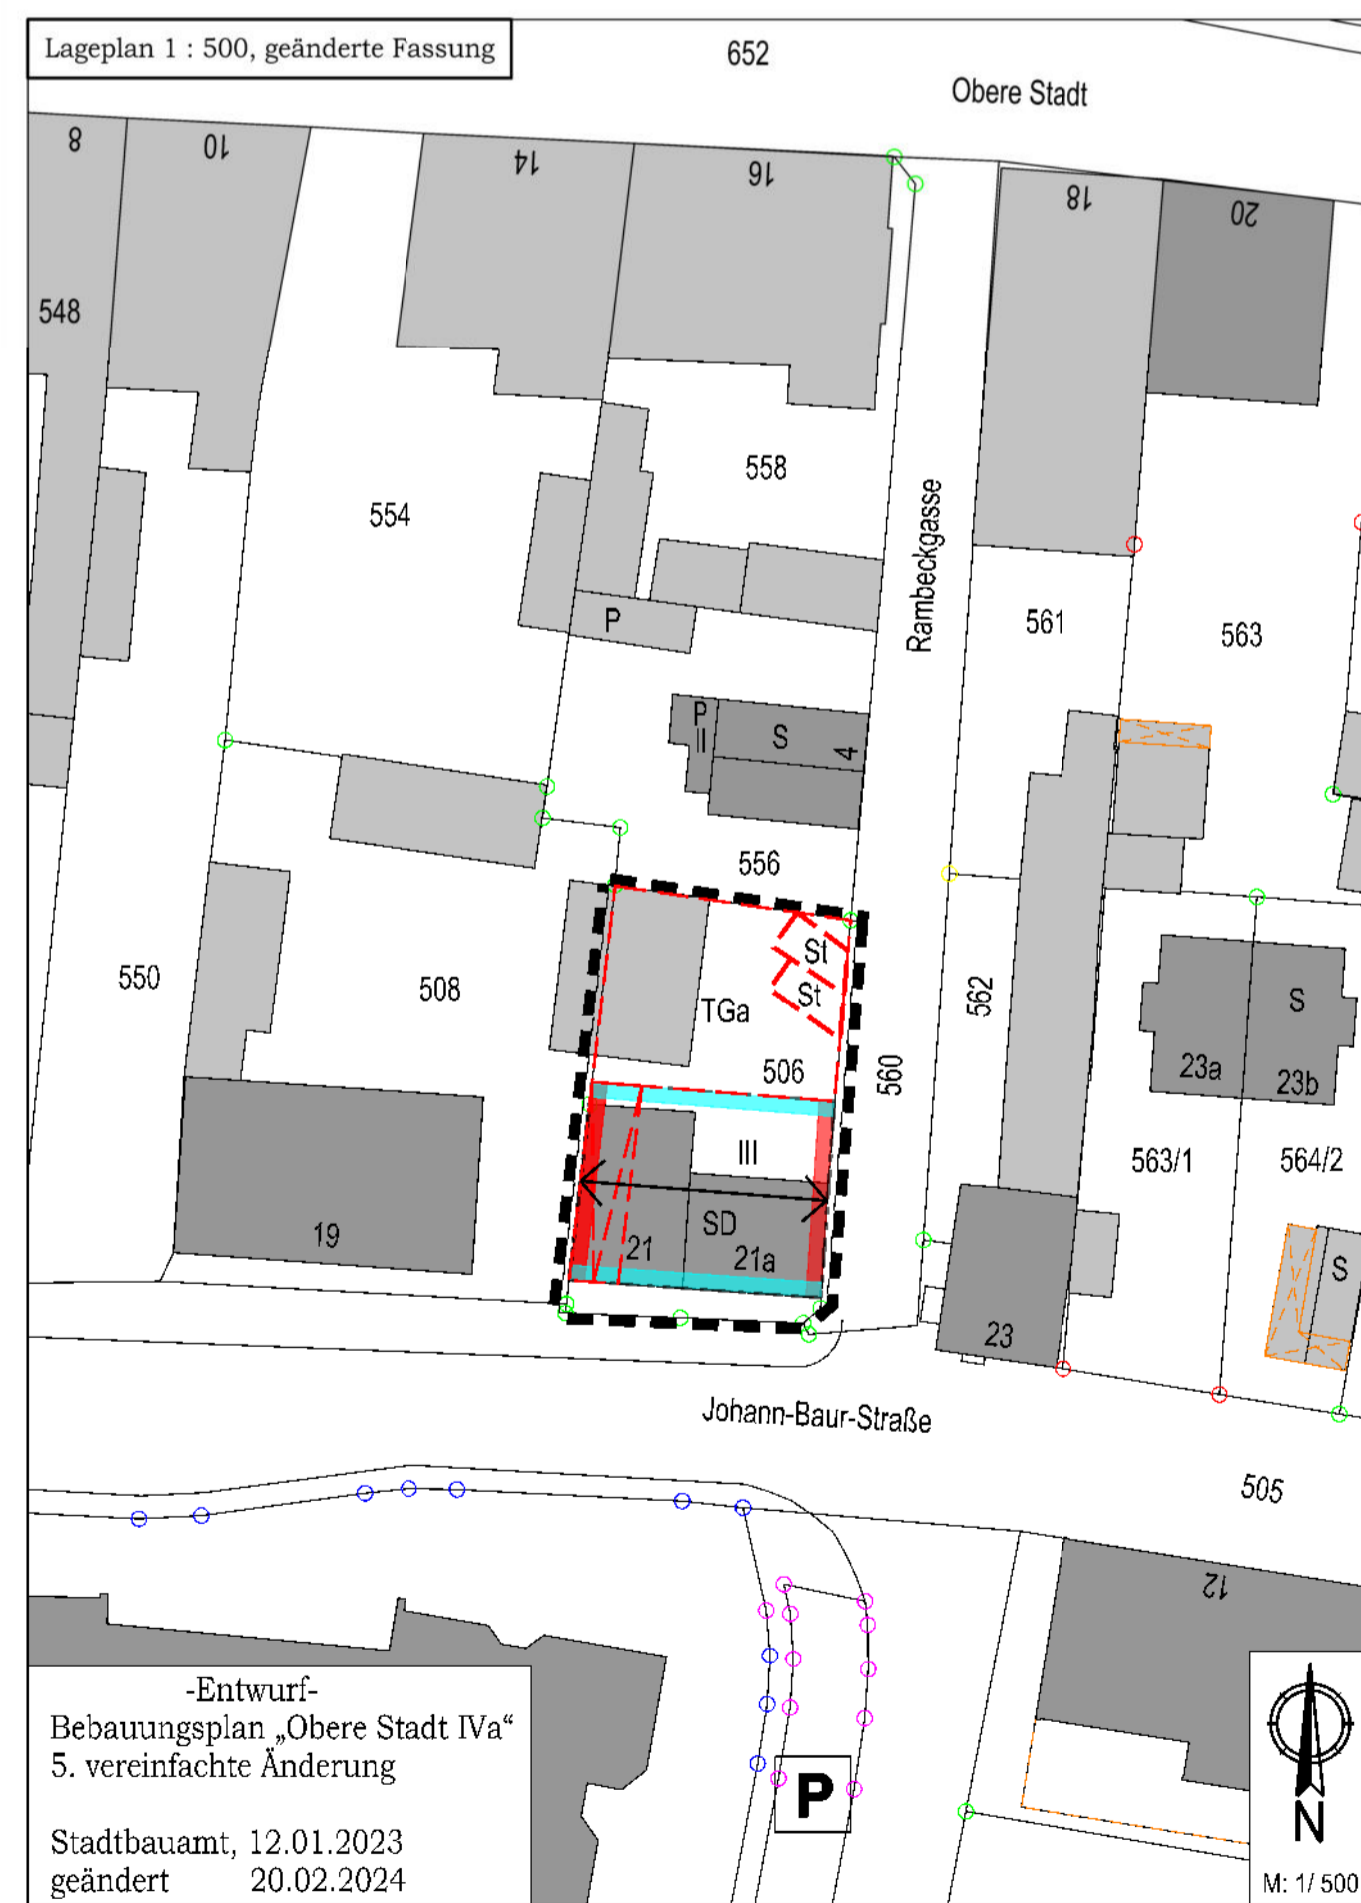 Lageplan 1 : 500, geänderte Fassung
652
Obere Stadt
8
10
14
16
18
20
548
554
558
Rambeckgasse
561
563
P
P
II
S
4
556
550
508
St
St
TGa
506
560
562
S
23a
23b
III
563/1
564/2
19
SD
21
21a
S
23
Johann-Baur-Straße
505
12
-Entwurf-
Bebauungsplan „Obere Stadt IVa“
5. vereinfachte Änderung
Stadtbauamt, 12.01.2023
geändert 20.02.2024
P
N
M: 1/ 500